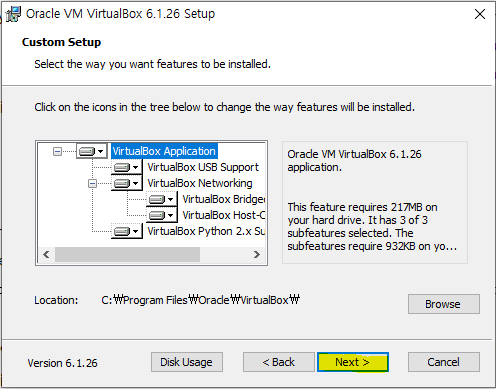 Oracle VM VirtualBox 6.1.26 Setup
Custom Setup
Select the way you want features to be installed.
Click on the icons in the tree below to change the way features will be installed.
VirtualBox Application
VirtualBox USB Support
VirtualBox Networking
VirtualBox Bridge
VirtualBox Host-
VirtualBox Python 2.x Su
Oracle VM VirtualBox 6.1.26
application.
This feature requires 217MB on
your hard drive. It has 3 of 3
subfeatures selected. The
subfeatures require 932KB on yo...
Location:
C:₩Program Files₩Oracle₩VirtualBox₩
Browse
Version 6.1.26
Disk Usage
< Back
Next >
Cancel